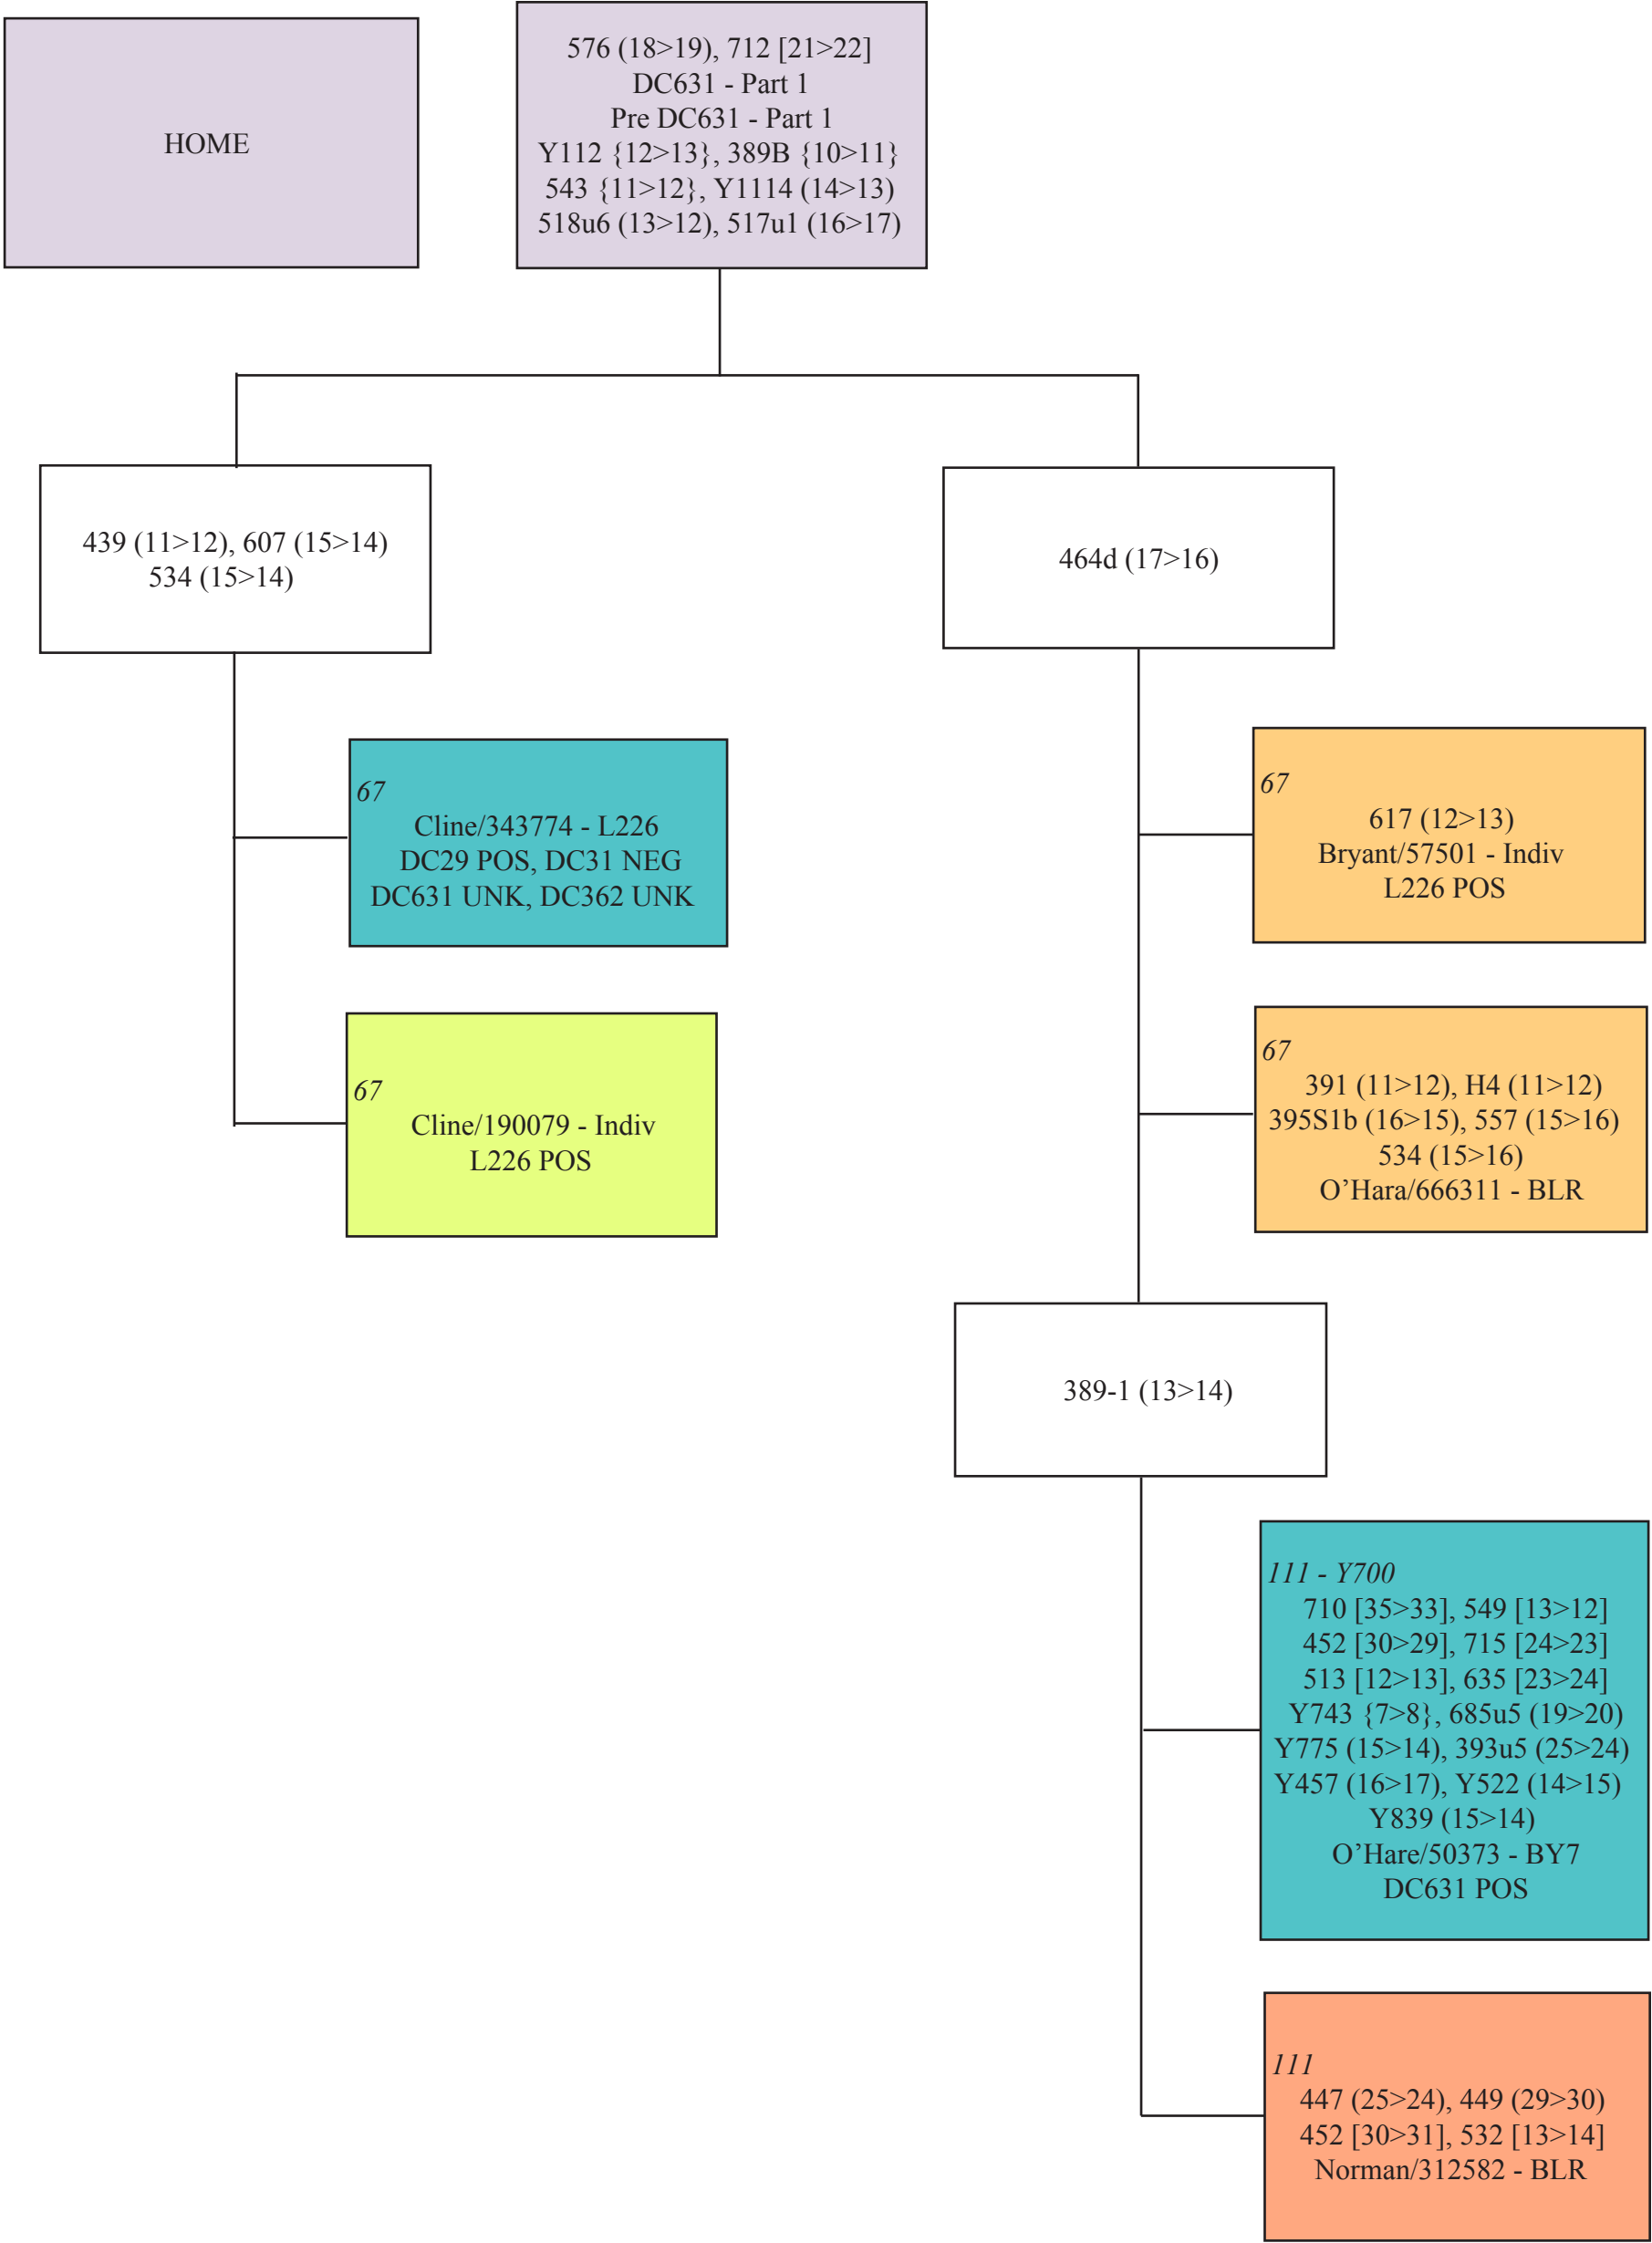 HOME
576 (18>19), 712 [21>22]
DC631 - Part 1
Pre DC631 - Part 1
Y112 {12>13}, 389B {10>11}
543 {11>12}, Y1114 (14>13)
518u6 (13>12), 517u1 (16>17)
439 (11>12), 607 (15>14)
534 (15>14)
464d (17>16)
67
Cline/343774 - L226
DC29 POS, DC31 NEG
DC631 UNK, DC362 UNK
67
617 (12>13)
Bryant/57501 - Indiv
L226 POS
67
Cline/190079 - Indiv
L226 POS
67
391 (11>12), H4 (11>12)
395S1b (16>15), 557 (15>16)
534 (15>16)
O’Hara/666311 - BLR
389-1 (13>14)
111 - Y700
710 [35>33], 549 [13>12]
452 [30>29], 715 [24>23]
513 [12>13], 635 [23>24]
Y743 {7>8}, 685u5 (19>20)
Y775 (15>14), 393u5 (25>24)
Y457 (16>17), Y522 (14>15)
Y839 (15>14)
O’Hare/50373 - BY7
DC631 POS
111
447 (25>24), 449 (29>30)
452 [30>31], 532 [13>14]
Norman/312582 - BLR